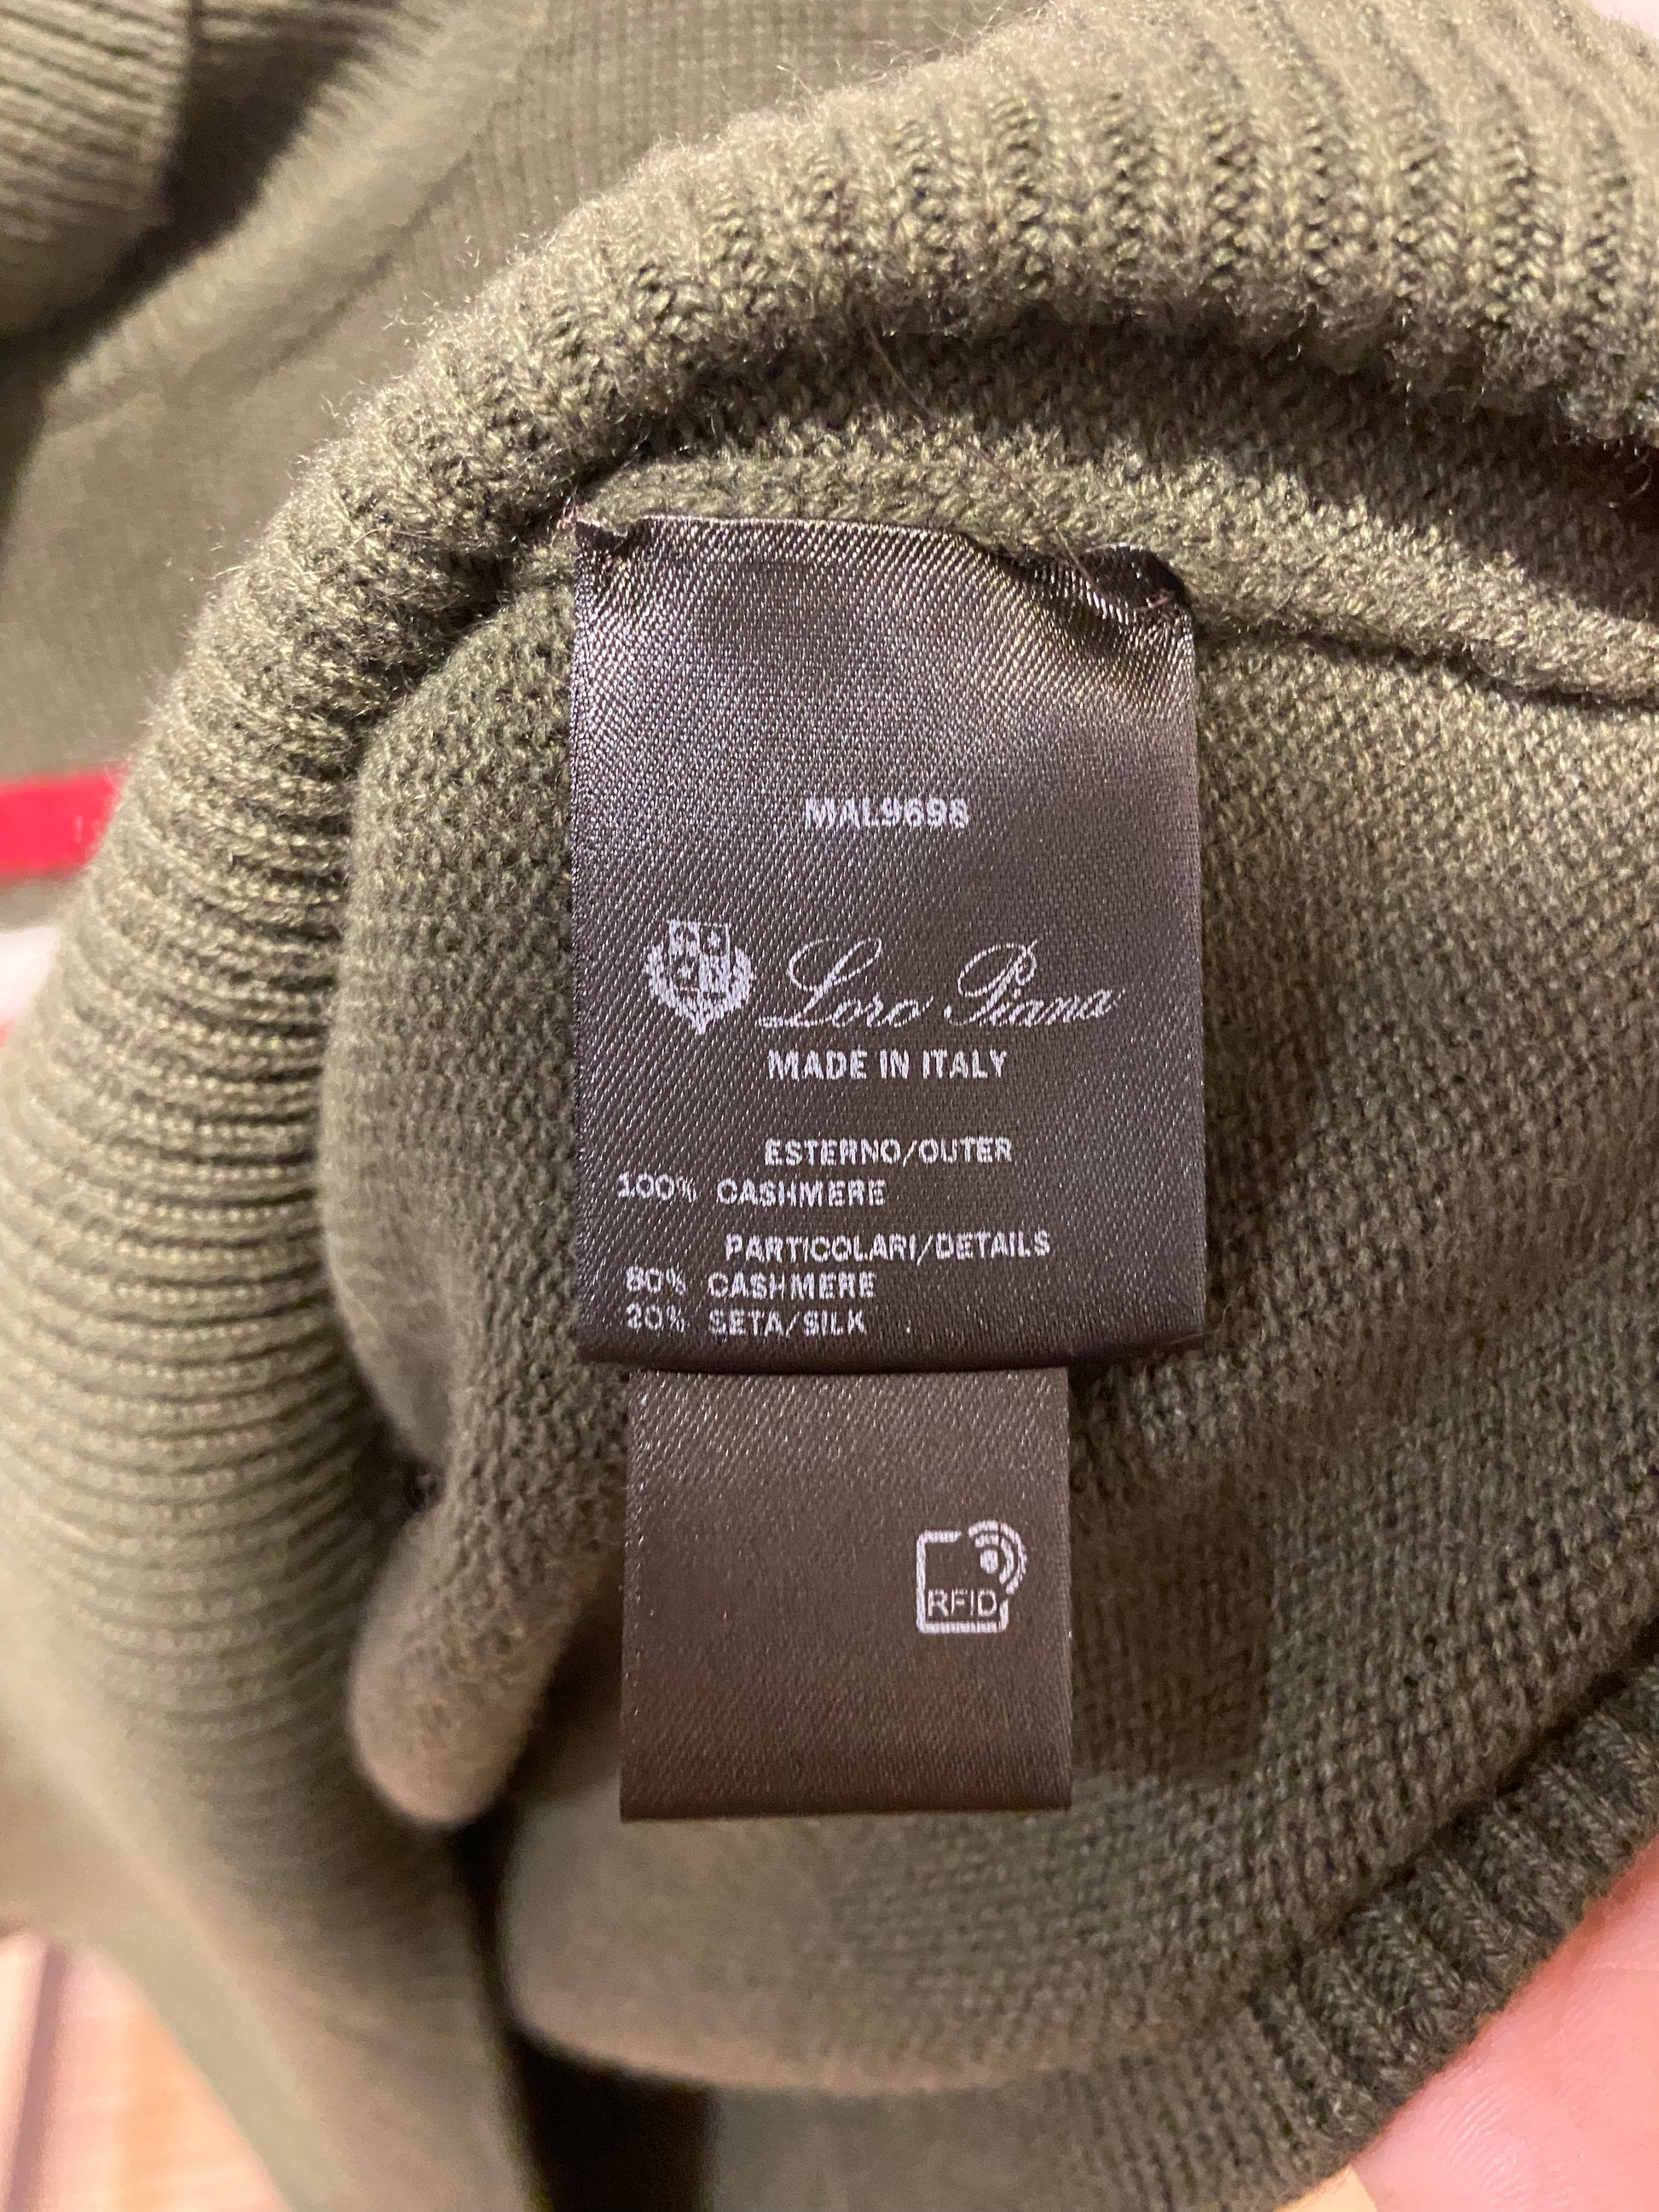 MAL9698
Loro Piana
MADE IN ITALY
ESTERNO/OUTER
100% CASHMERE
PARTICOLARI/DETAILS
80% CASHMERE
20% SETA/SILK
RFID